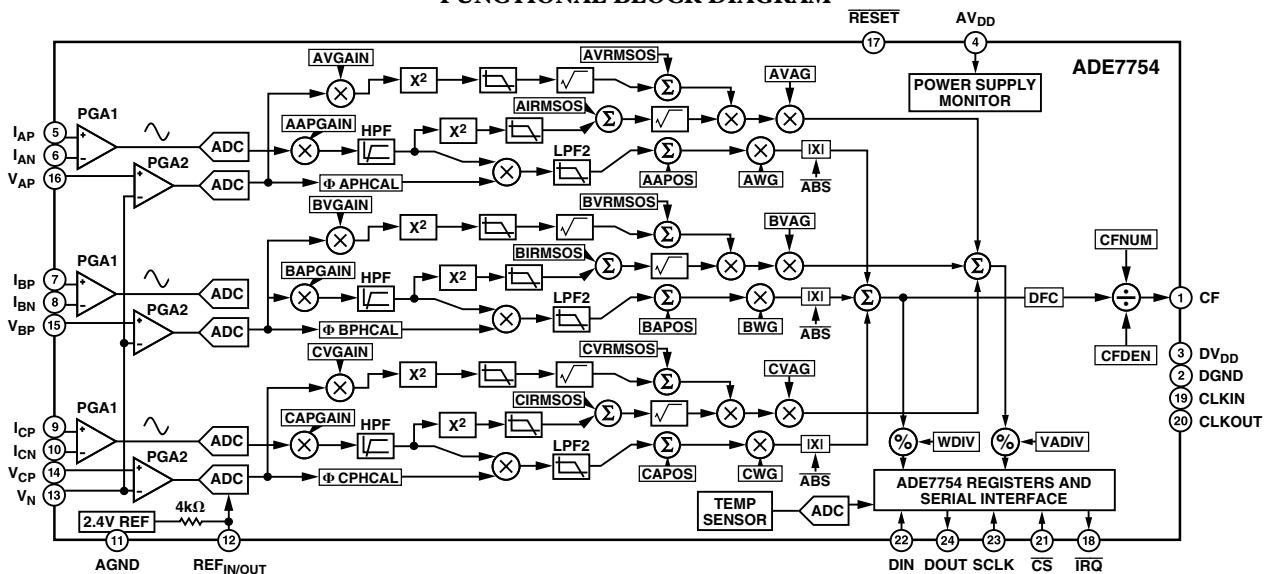 FUNCTIONAL BLOCK DIAGRAM
RESET
AVDD
17
4
ADE7754
POWER SUPPLY
MONITOR
AVGAIN
X2
AVRMSOS
Σ
AVAG
PGA1
IAP
5
IAN
6
VAP
16
+
−
ADC
AAPGAIN
HPF
X2
AIRMSOS
Σ
PGA2
+
−
ADC
Φ APHCAL
LPF2
Σ
AAPOS
AWG
|X|
ABS
BVGAIN
X2
BVRMSOS
Σ
BVAG
PGA1
IBP
7
IBN
8
VBP
15
+
−
ADC
BAPGAIN
HPF
X2
BIRMSOS
Σ
Σ
PGA2
+
−
ADC
Φ BPHCAL
LPF2
Σ
BAPOS
BWG
|X|
ABS
Σ
DFC
CFNUM
÷
CFDEN
1
CF
3
DVDD
2
DGND
19
CLKIN
20
CLKOUT
CVGAIN
X2
CVRMSOS
Σ
CVAG
PGA1
ICP
9
ICN
10
VCP
14
VN
13
+
−
ADC
CAPGAIN
HPF
X2
CIRMSOS
Σ
PGA2
+
−
ADC
Φ CPHCAL
LPF2
Σ
CAPOS
CWG
|X|
ABS
%
WDIV
%
VADIV
2.4V REF
4kΩ
TEMP
SENSOR
ADC
ADE7754 REGISTERS AND
SERIAL INTERFACE
11
12
22
24
23
21
18
AGND
REFIN/OUT
DIN
DOUT
SCLK
CS
IRQ